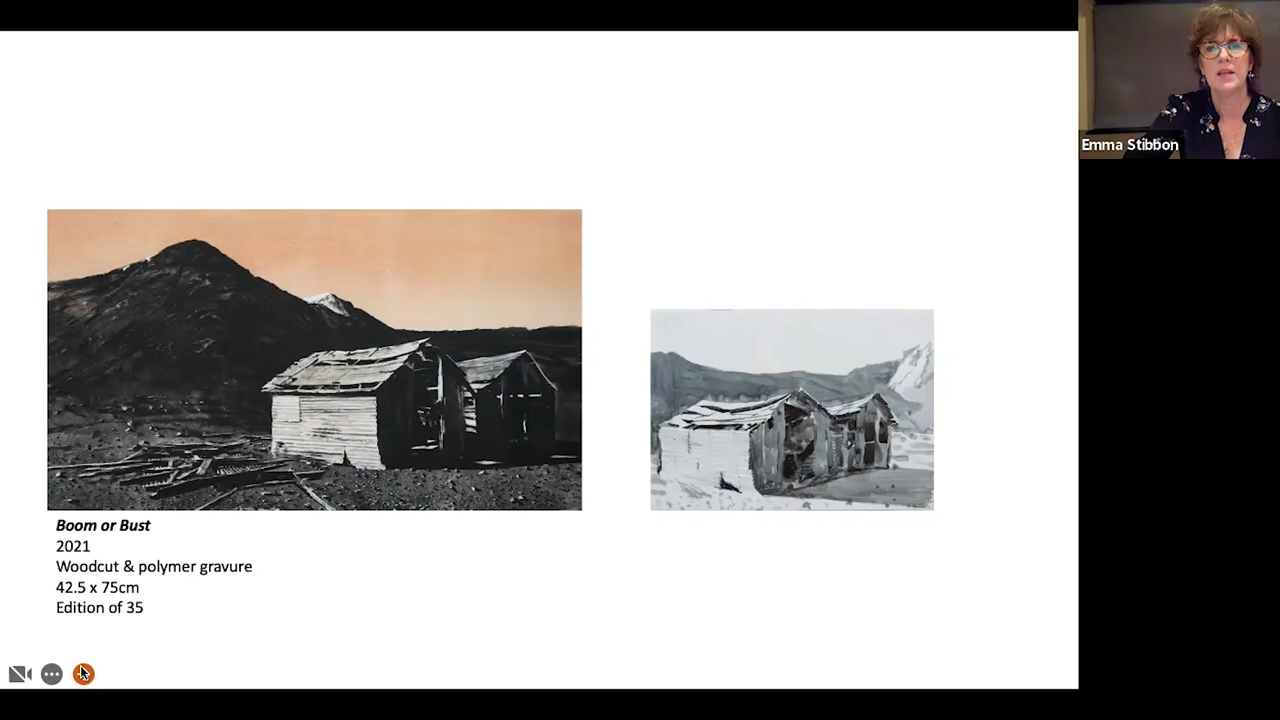 Emma Stibbon
Boom or Bust
2021
Woodcut & polymer gravure
42.5 x 75cm
Edition of 35